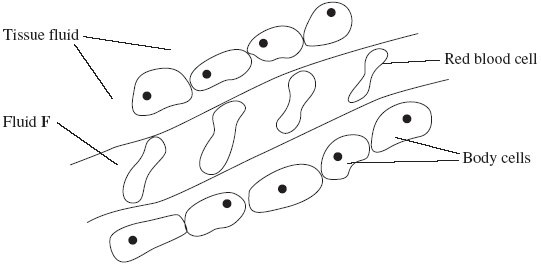 Tissue fluid
Red blood cell
Fluid F
Body cells